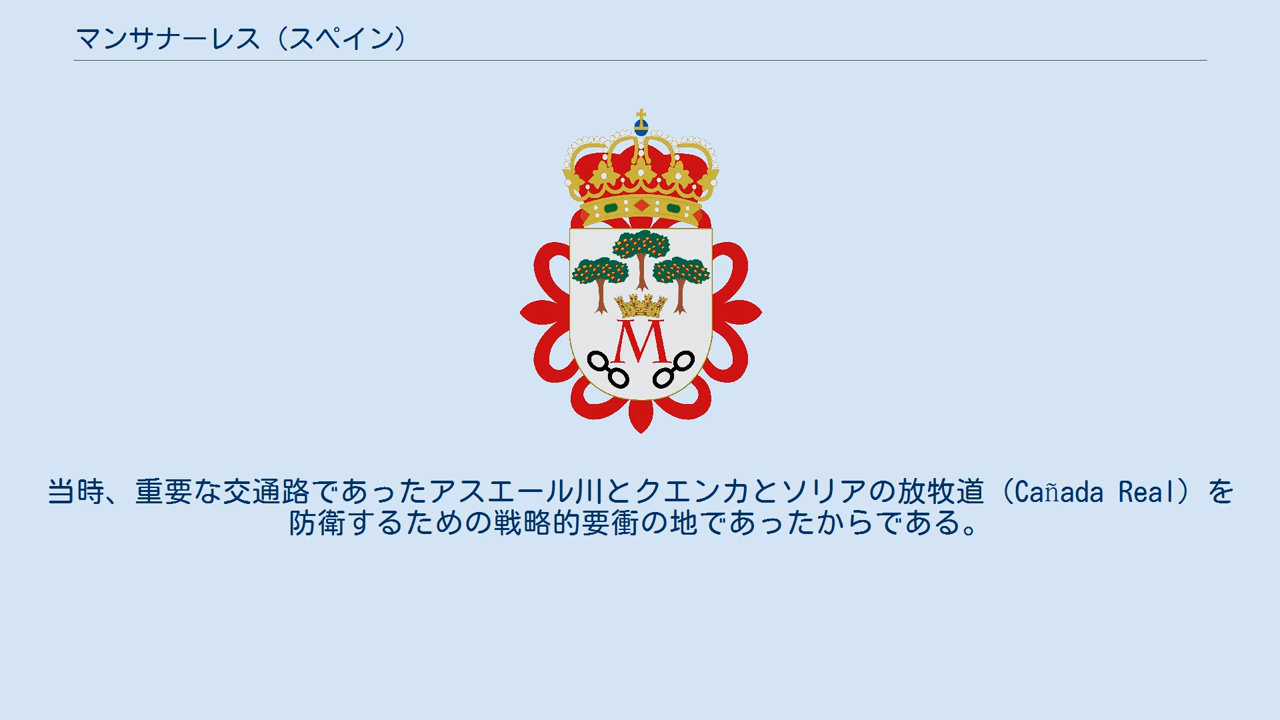 マンサナーレス（スペイン）
M
当時、重要な交通路であったアスエール川とクエンカとソリアの放牧道（Cañada Real）を
防衛するための戦略的要衝の地であったからである。